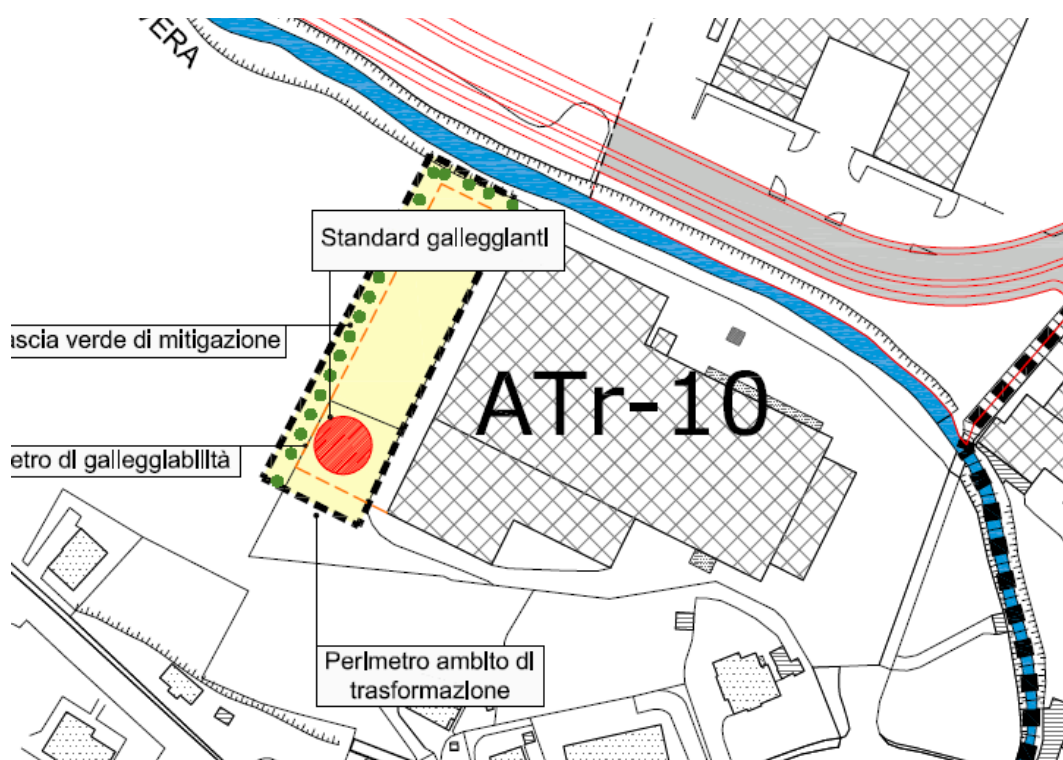 ERA
Standard galleggianti
ascia verde di mitigazione
ATr-10
etro di galleggiabilità
Perimetro ambito di
trasformazione